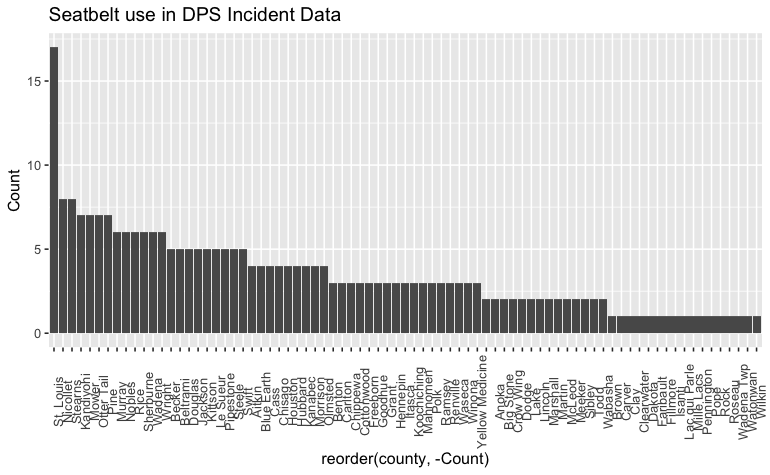 Seatbelt use in DPS Incident Data
Count
15
10
5
0
St. Louis
Nicollet
Stearns
Kandiyohi
Mower
Otter Tail
Pine
Murray
Nobles
Rice
Sherburne
Wadena
Wright
Becker
Beltrami
Douglas
Jackson
Kittson
Le Sueur
Pipestone
Steele
Swift
Aitkin
Blue Earth
Cass
Chisago
Houston
Hubbard
Kanabec
Morrison
Olmsted
Benton
Carlton
Chippewa
Cottonwood
Freeborn
Goodhue
Grant
Hennepin
Itasca
Koochiching
Mahnomen
Polk
Ramsey
Renville
Waseca
Winona
Yellow Medicine
Anoka
Big Stone
Crow Wing
Dodge
Lake
Lincoln
Marshall
Martin
McLeod
Meeker
Sibley
Todd
Wabasha
Brown
Carver
Clay
Clearwater
Dakota
Faribault
Fillmore
Isanti
Lac Qui Parle
Mille Lacs
Pennington
Pope
Rock
Roseau
Twp
Watonwan
Wilkin
reorder(county, -Count)